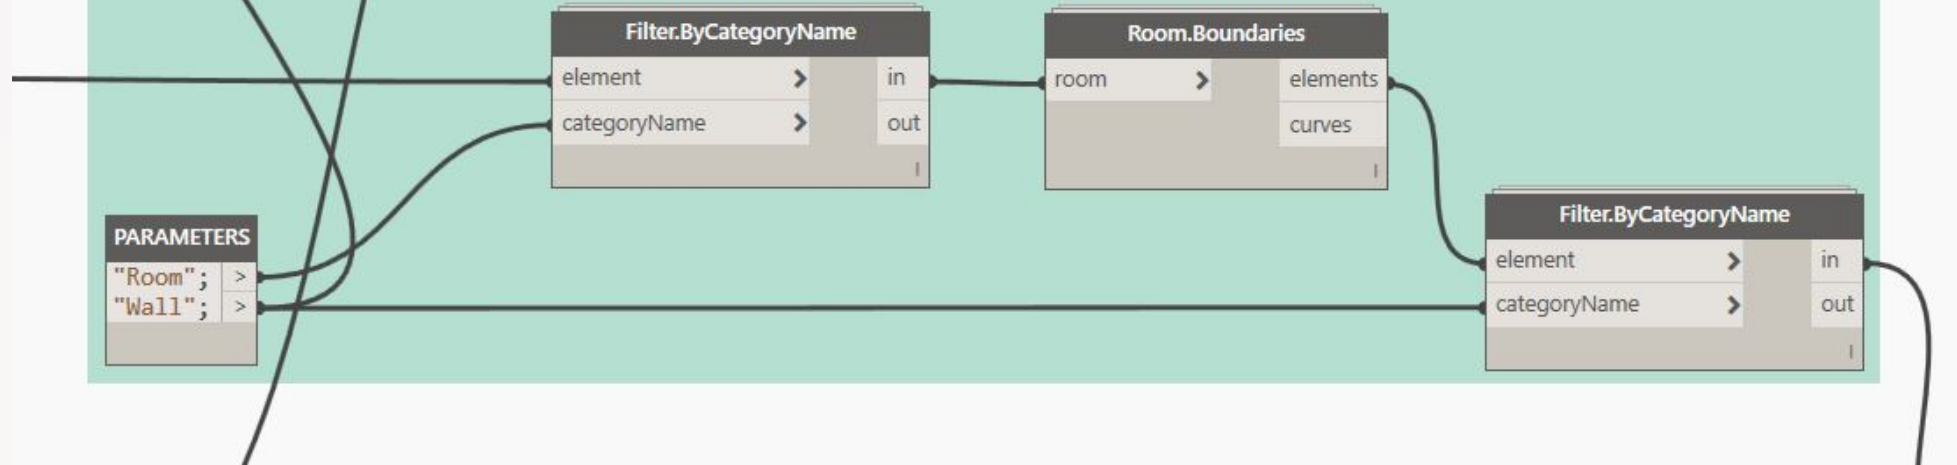 Filter.ByCategoryName
element > in
categoryName > out
Room.Boundaries
room > elements
curves
PARAMETERS
"Room"; >
"Wall"; >
Filter.ByCategoryName
element > in
categoryName > out